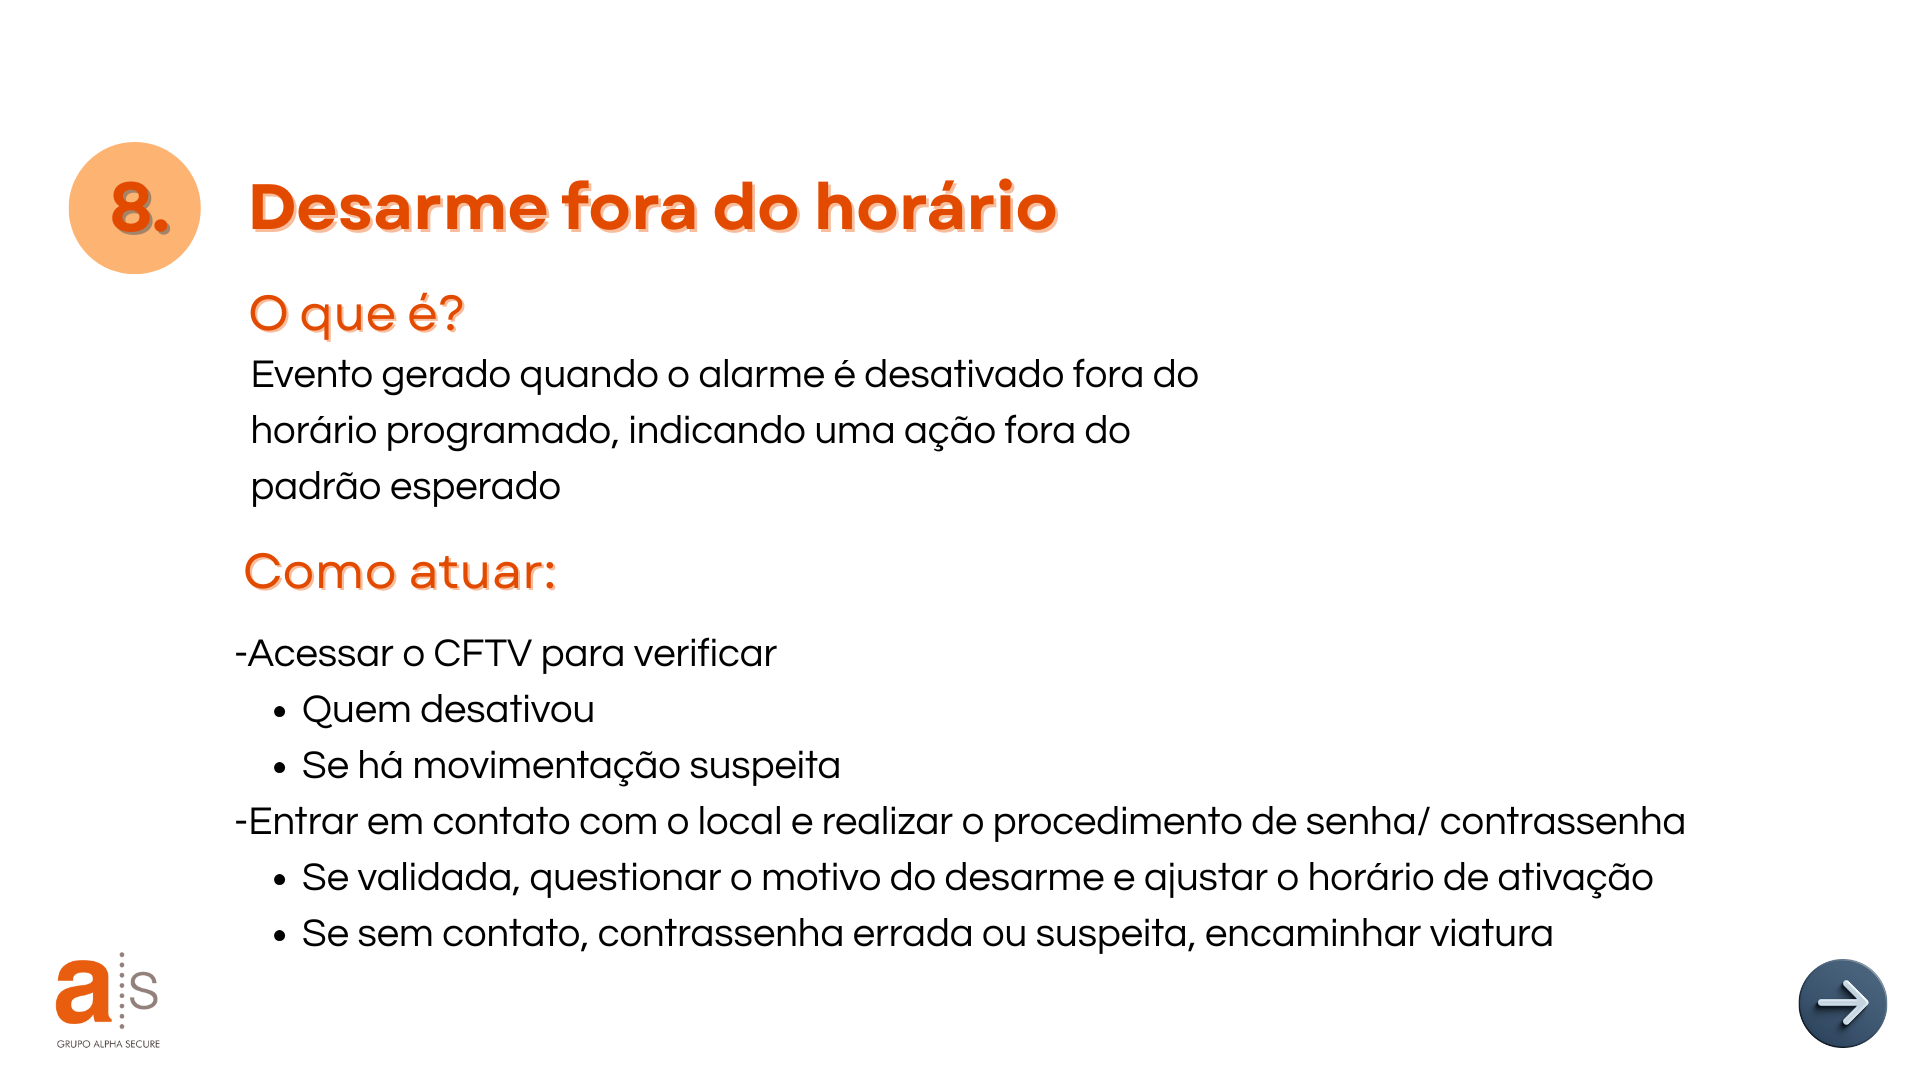 8.
Desarme fora do horário
O que é?
Evento gerado quando o alarme é desativado fora do
horário programado, indicando uma ação fora do
padrão esperado
Como atuar:
-Acessar o CFTV para verificar
• Quem desativou
• Se há movimentação suspeita
-Entrar em contato com o local e realizar o procedimento de senha/ contrassenha
• Se validada, questionar o motivo do desarme e ajustar o horário de ativação
• Se sem contato, contrassenha errada ou suspeita, encaminhar viatura
a s
GRUPO ALPHA SECURE